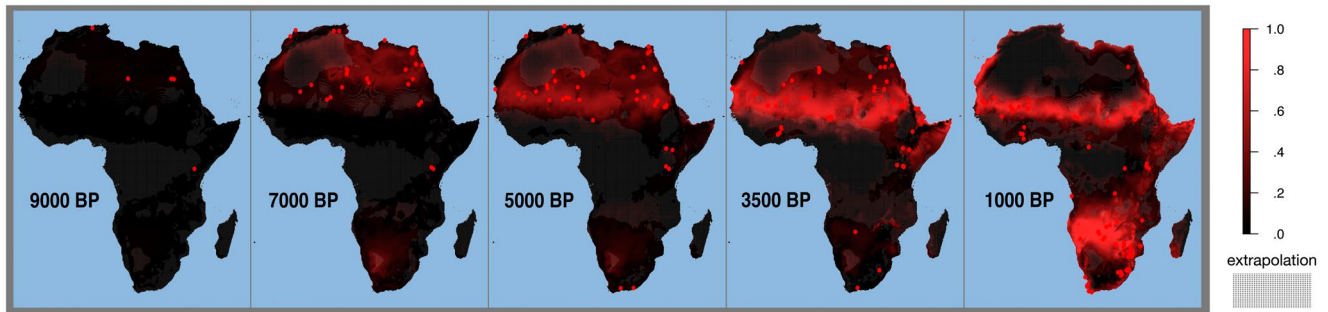 9000 BP
7000 BP
5000 BP
3500 BP
1000 BP
1.0
.8
.6
.4
.2
.0
extrapolation